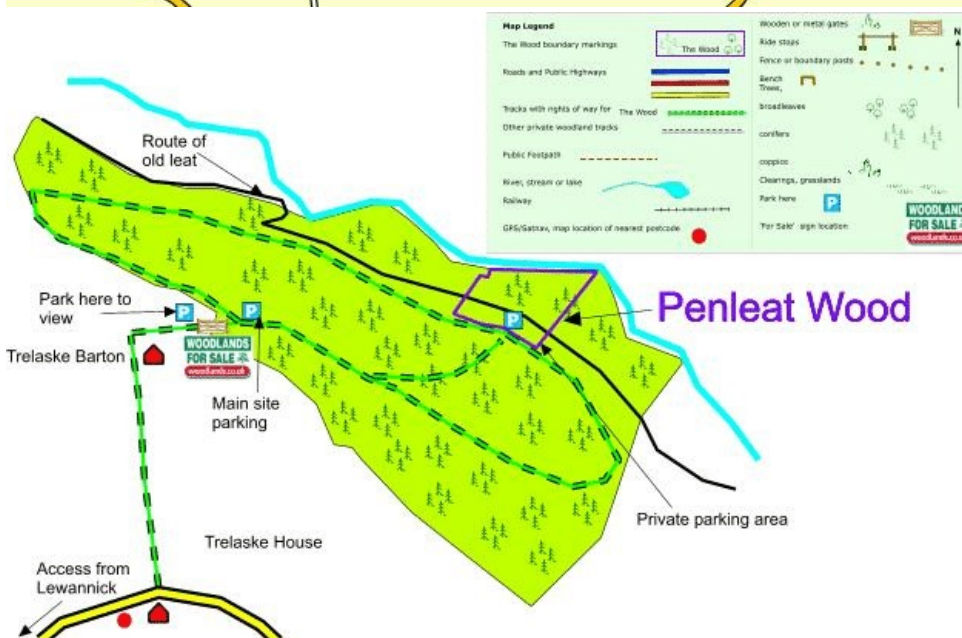 Map Legend
The Wood boundary markings
The Wood
Roads and Public Highways
Tracks with rights of way for The Wood
Other private woodland tracks
Public Footpath
River, stream or lake
Railway
GPS/Satnav, map location of nearest postcode
Wooden or metal gates
Ride stops
Fence or boundary posts
Bench
Trees,
broadleaves
conifers
coppice
Clearings, grasslands
Park here
P
'For Sale' sign location
WOODLANDS
FOR SALE
woodlands.co.uk
N
Route of
old leat
Park here to
view
P
P
P
Penleat Wood
Trelaske Barton
WOODLANDS
FOR SALE
woodlands.co.uk
Main site
parking
Private parking area
Trelaske House
Access from
Lewannick